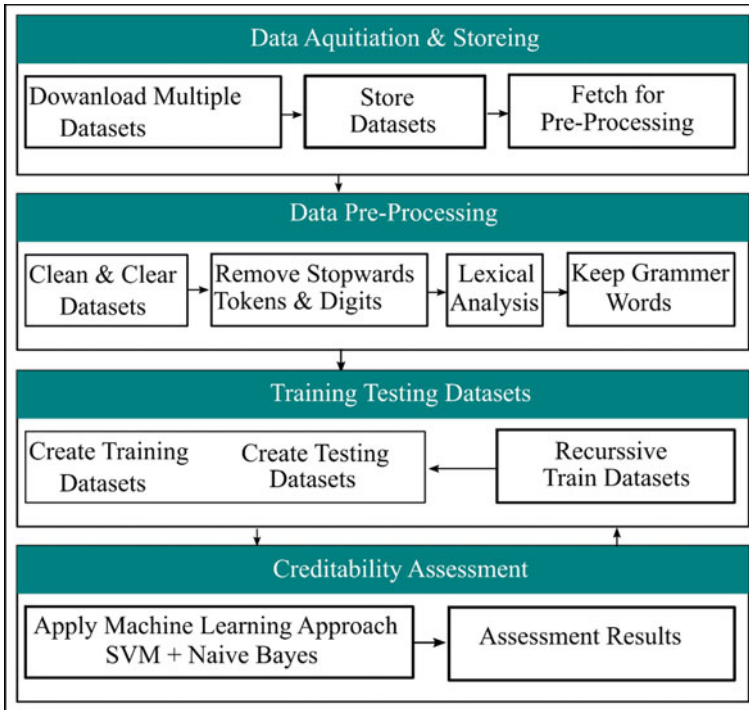 Data Aquitiation & Storeing
Dowanload Multiple
Datasets
Store
Datasets
Fetch for
Pre-Processing
Data Pre-Processing
Clean & Clear
Datasets
Remove Stopwards
Tokens & Digits
Lexical
Analysis
Keep Grammer
Words
Training Testing Datasets
Create Training
Datasets
Create Testing
Datasets
Recurssive
Train Datasets
Creditability Assessment
Apply Machine Learning Approach
SVM + Naive Bayes
Assessment Results